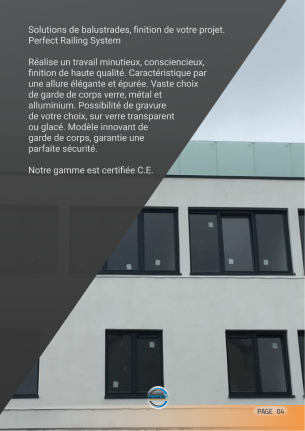 Solutions de balustrades, finition de votre projet.
Perfect Railing System
Réalise un travail minutieux, consciencieux,
finition de haute qualité. Caractéristique par
une allure élégante et épurée. Vaste choix
de garde de corps verre, métal et
alluminium. Possibilité de gravure
de votre choix, sur verre transparent
ou glacé. Modèle innovant de
garde de corps, garantie une
parfaite sécurité.
Notre gamme est certifiée C.E.
PAGE 04